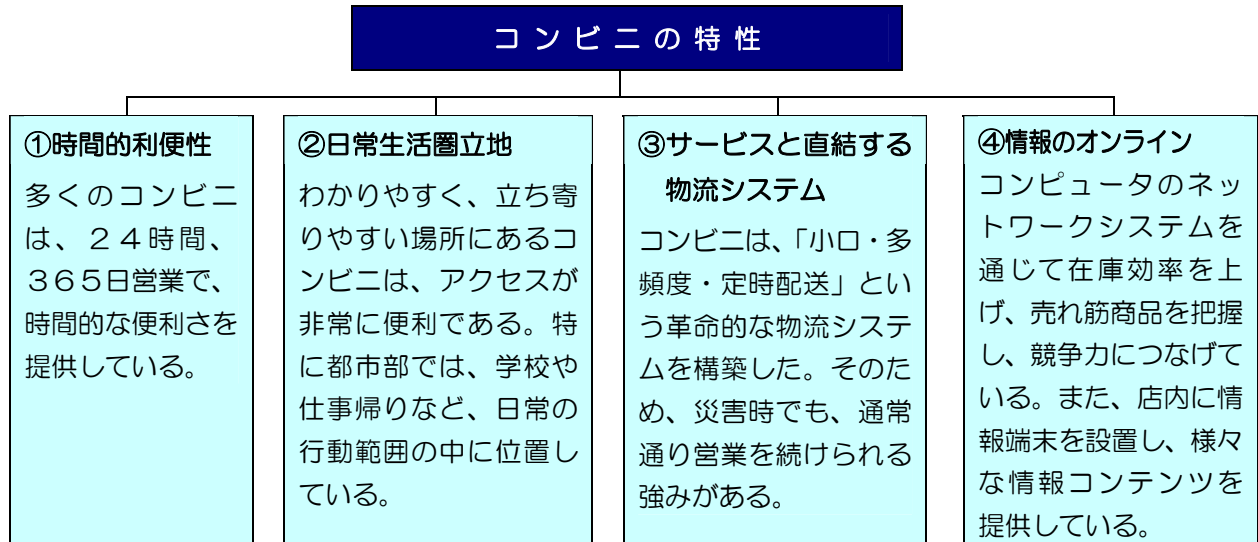 コンビニの特性
①時間的利便性
多くのコンビニ
は、２４時間、
３６５日営業で、
時間的な便利さを
提供している。
②日常生活圏立地
わかりやすく、立ち寄
りやすい場所にあるコ
ンビニは、アクセスが
非常に便利である。特
に都市部では、学校や
仕事帰りなど、日常の
行動範囲の中に位置し
ている。
③サービスと直結する
物流システム
コンビニは、「小口・多
頻度・定時配送」とい
う革命的な物流システ
ムを構築した。そのた
め、災害時でも、通常
通り営業を続けられる
強みがある。
④情報のオンライン
コンピュータのネッ
トワークシステムを
通じて在庫効率を上
げ、売れ筋商品を把握
し、競争力につなげて
いる。また、店内に情
報端末を設置し、様々
な情報コンテンツを
提供している。